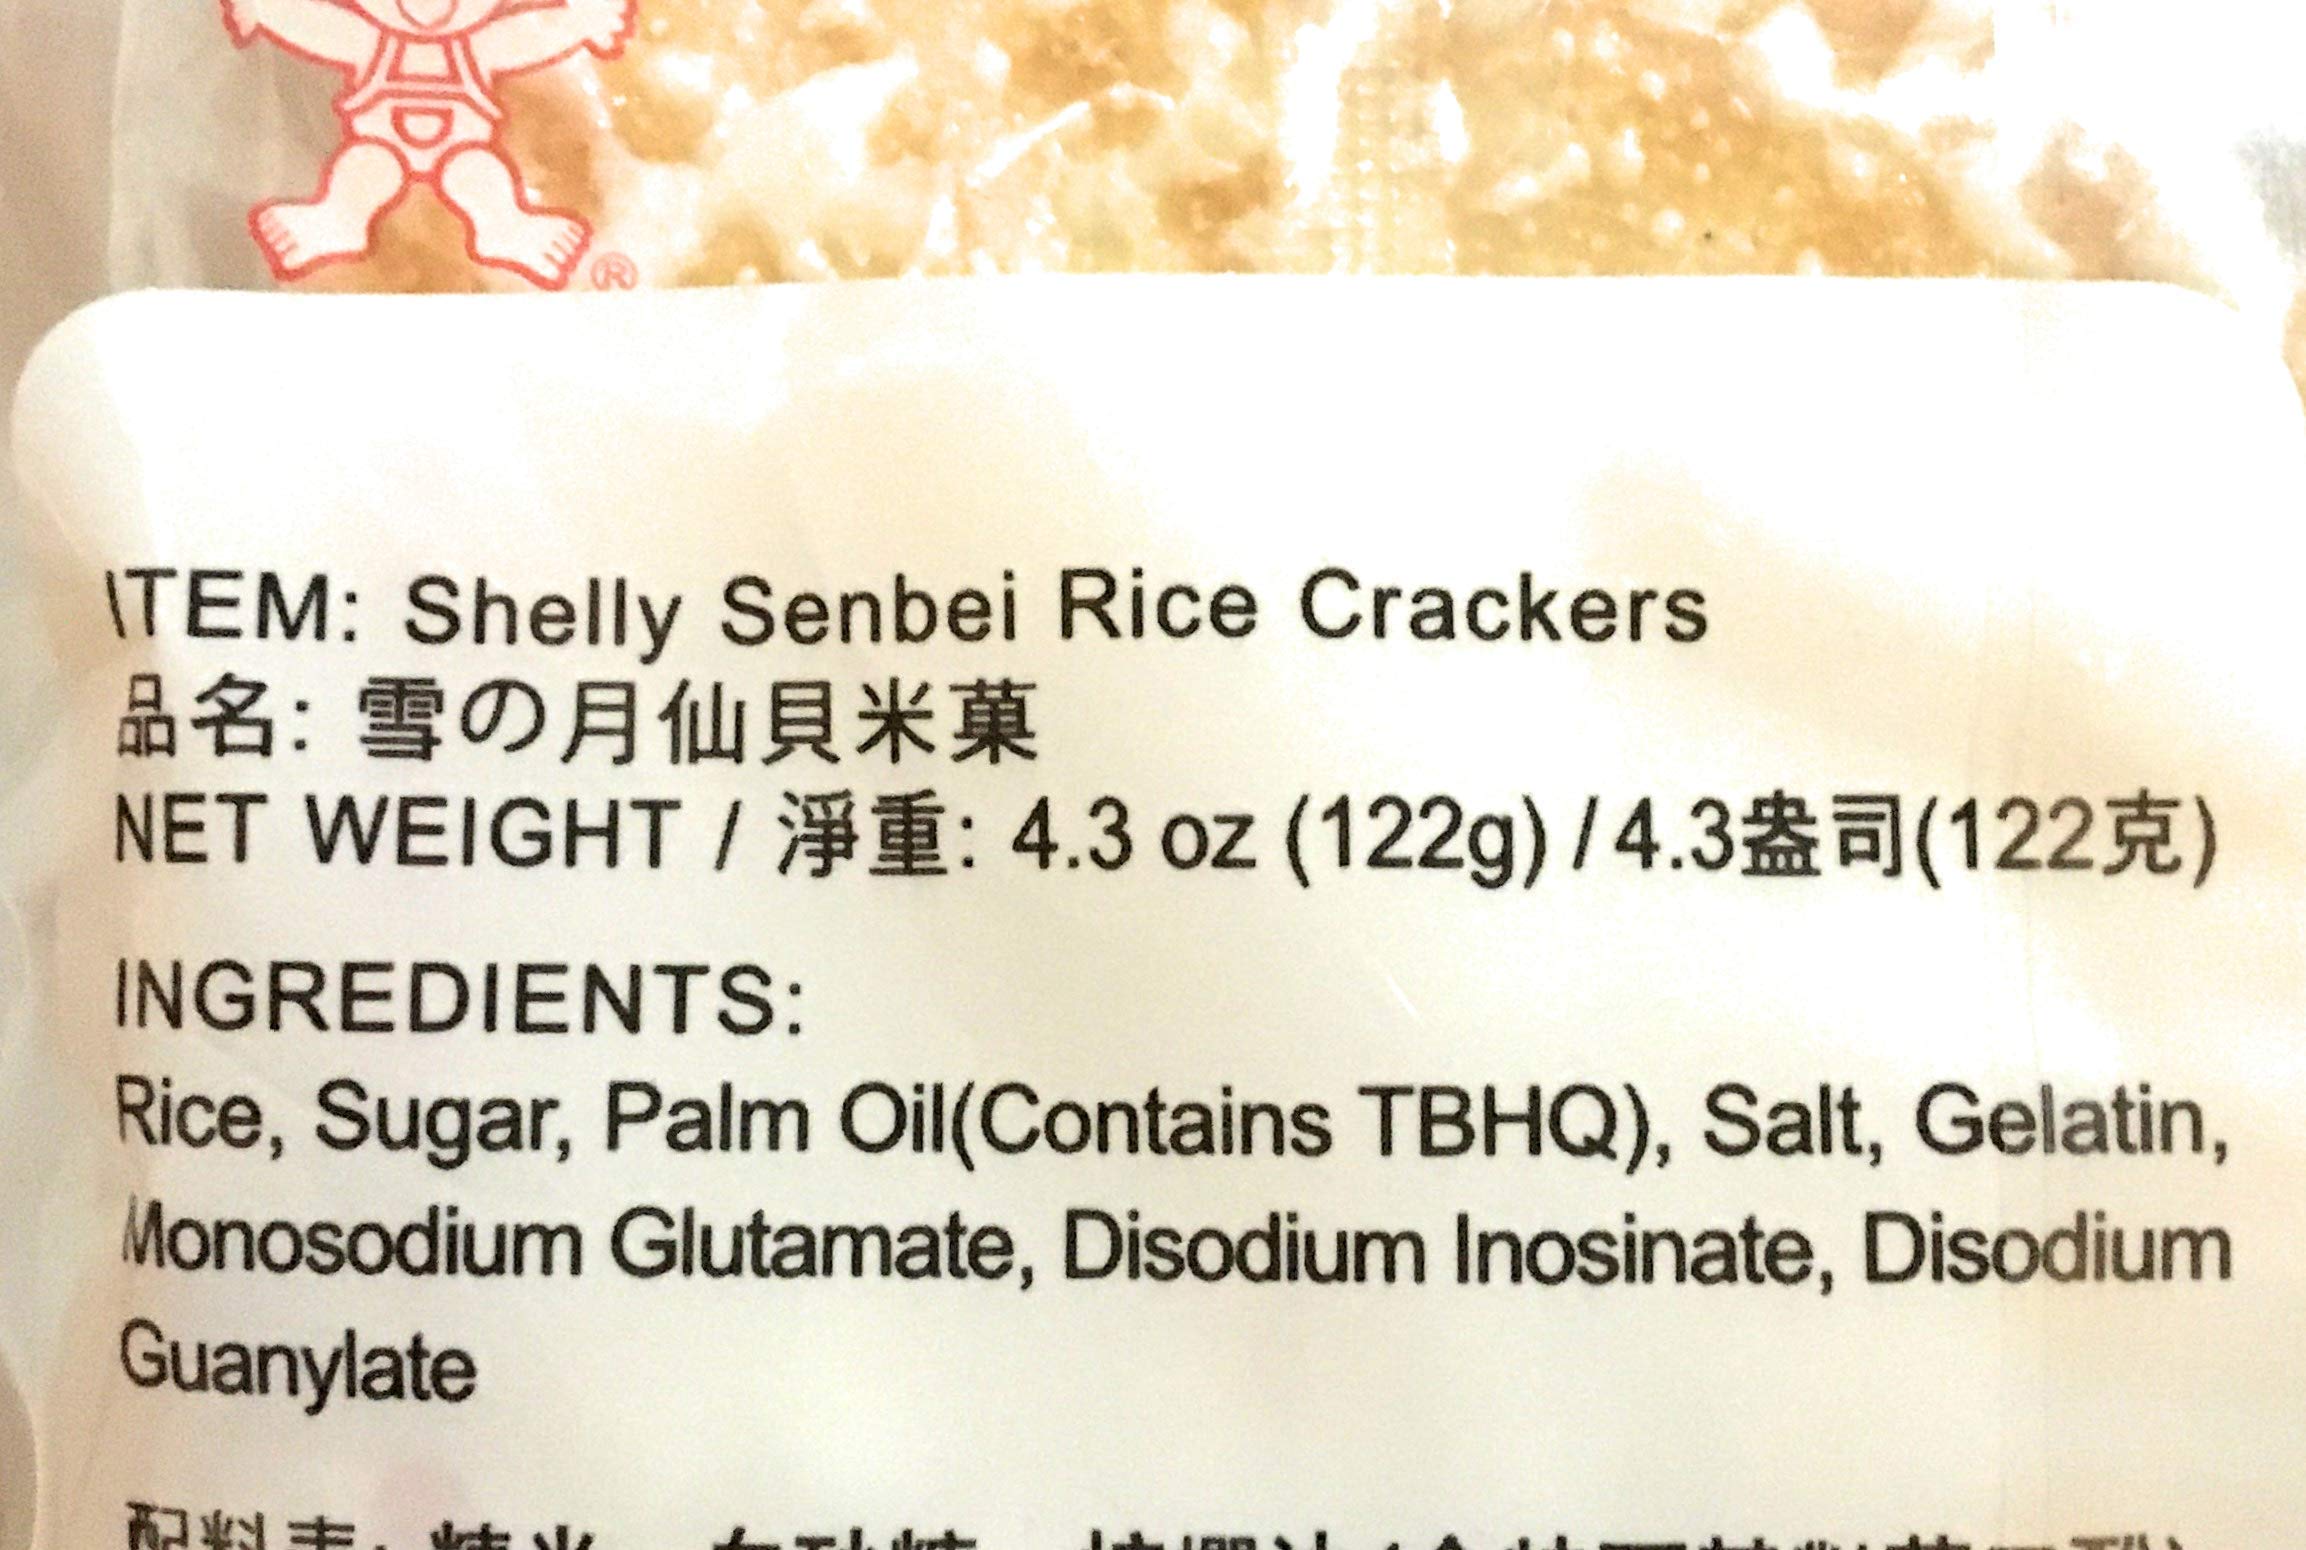 ®
ITEM: Shelly Senbei Rice Crackers
品名: 雪の月仙貝米菓
NET WEIGHT / 淨重: 4.3 oz (122g) / 4.3盎司(122克)
INGREDIENTS:
Rice, Sugar, Palm Oil(Contains TBHQ), Salt, Gelatin,
Monosodium Glutamate, Disodium Inosinate, Disodium
Guanylate